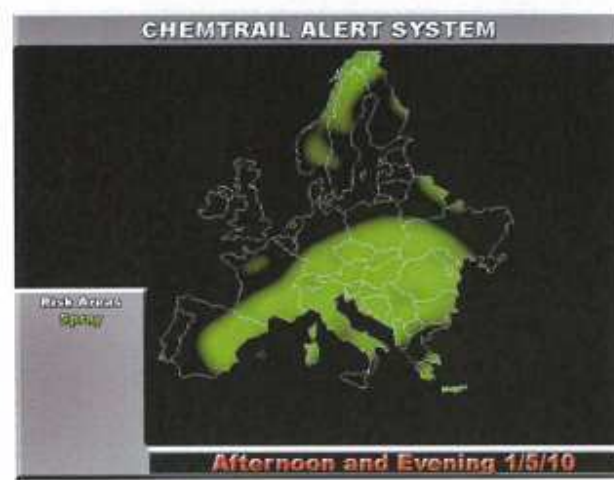 CHEMTRAIL ALERT SYSTEM
Risk Areas
Spray
Afternoon and Evening 1/5/10